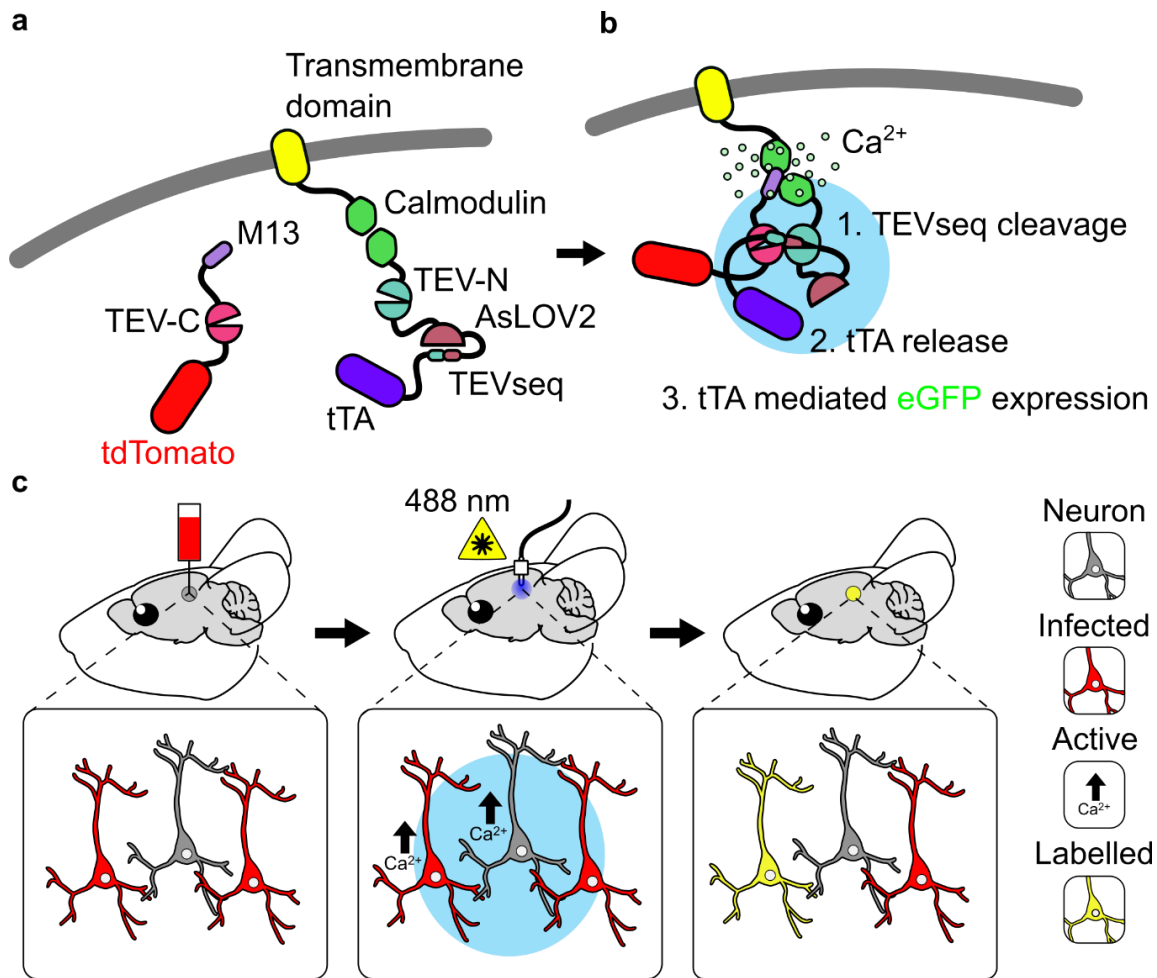 a
Transmembrane
domain
Calmodulin
M13
TEV-N
TEV-C
AsLOV2
TEVseq
tTA
tdTomato
b
Ca²⁺
1. TEVseq cleavage
2. tTA release
3. tTA mediated eGFP expression
c
488 nm
Ca²⁺
Ca²⁺
Neuron
Infected
Active
Ca²⁺
Labelled